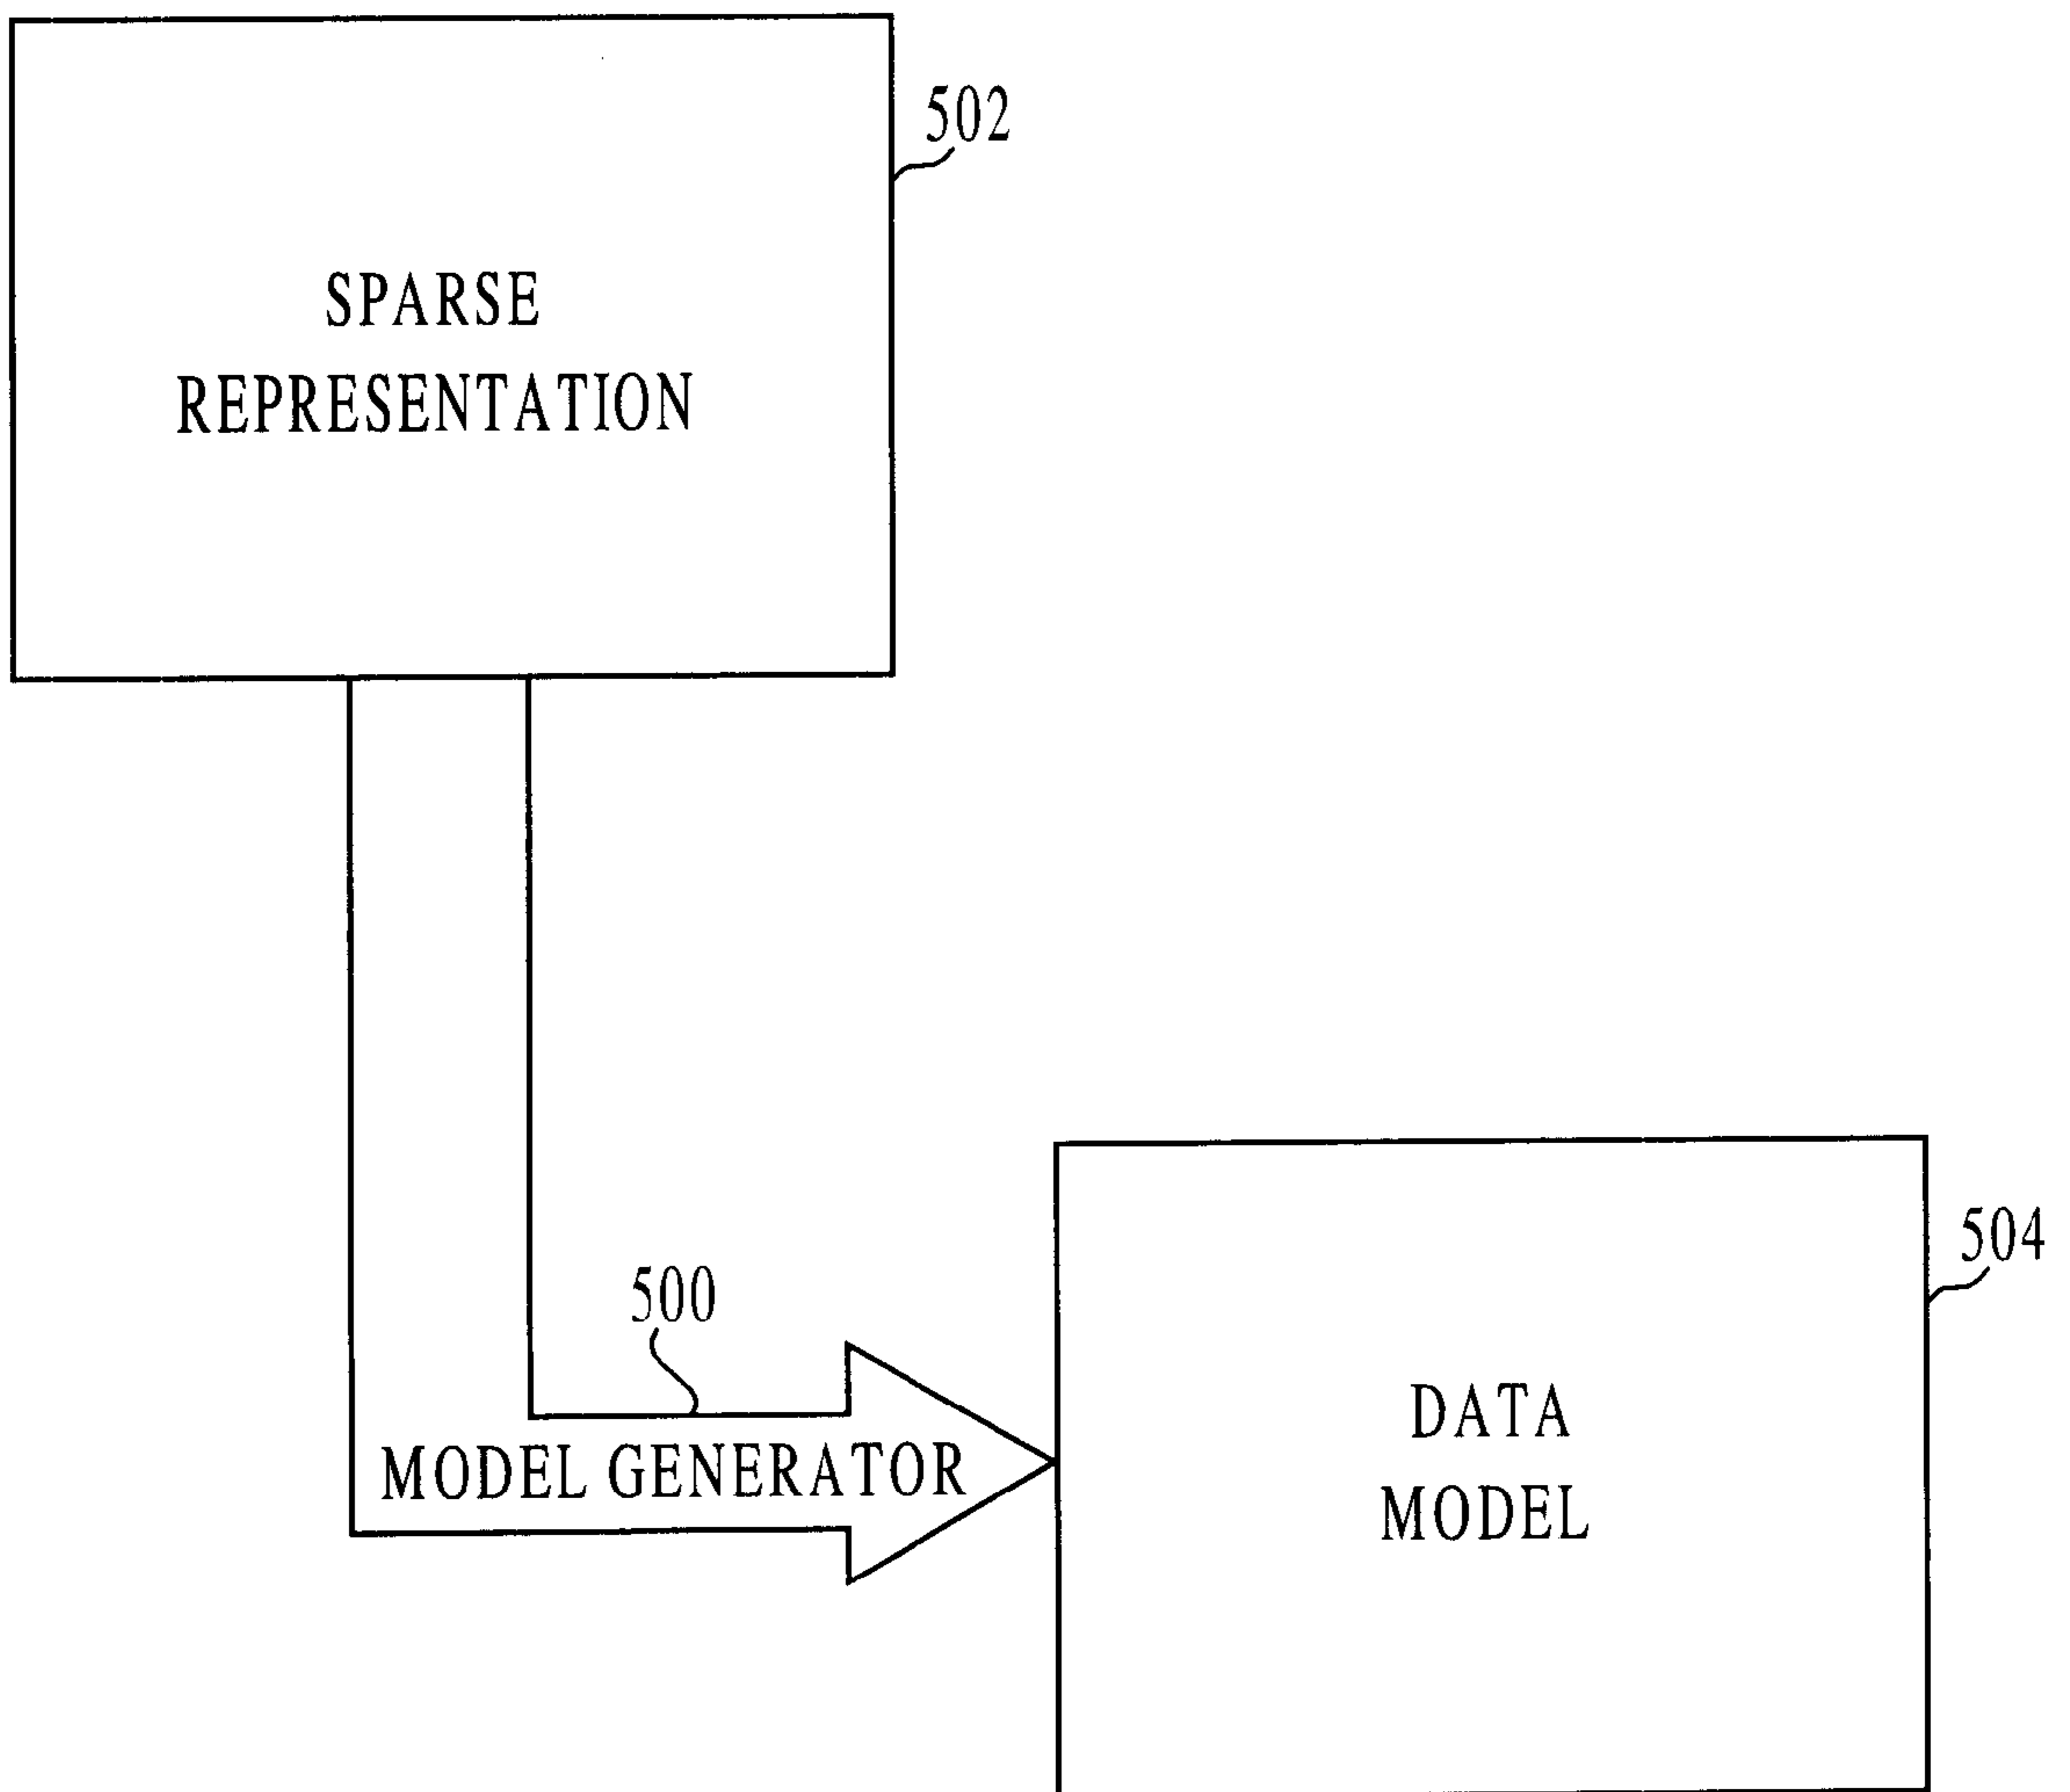 502
SPARSE
REPRESENTATION
504
500
DATA
MODEL
MODEL GENERATOR